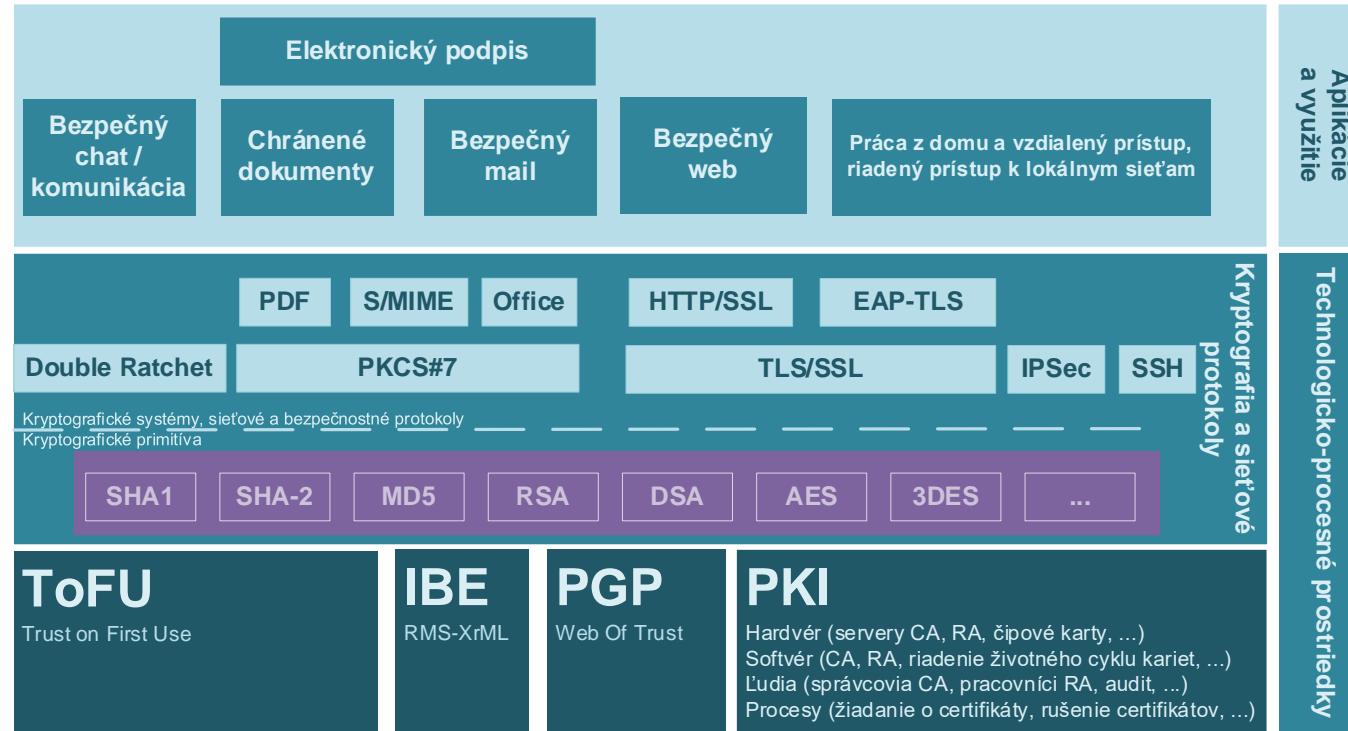 Elektronický podpis
Bezpečný
chat /
komunikácia
Chránené
dokumenty
Bezpečný
mail
Bezpečný
web
Práca z domu a vzdialený prístup,
riadený prístup k lokálnym sieťam
Aplikácie
a využitie
PDF
S/MIME
Office
HTTP/SSL
EAP-TLS
Double Ratchet
PKCS#7
TLS/SSL
IPSec
SSH
Kryptografia a sieťové
protokoly
Kryptografické systémy, sieťové a bezpečnostné protokoly
Kryptografické primitíva
SHA1
SHA-2
MD5
RSA
DSA
AES
3DES
...
Technologicko-procesné prostriedky
ToFU
Trust on First Use
IBE
RMS-XrML
PGP
Web Of Trust
PKI
Hardvér (servery CA, RA, čipové karty, ...)
Softvér (CA, RA, riadenie životného cyklu kariet, ...)
Ľudia (správcovia CA, pracovníci RA, audit, ...)
Procesy (žiadanie o certifikáty, rušenie certifikátov, ...)